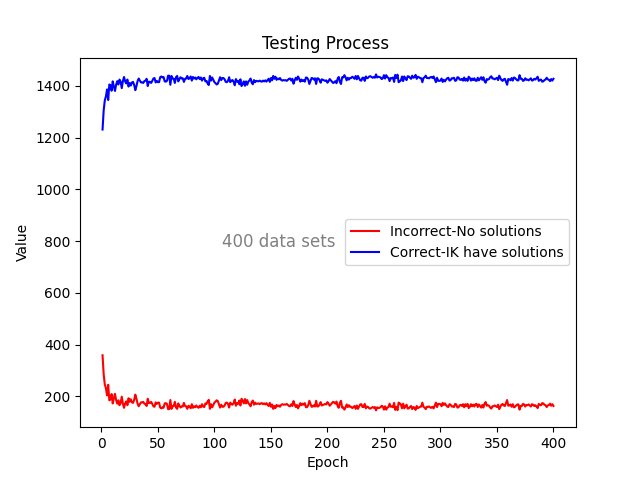 Testing Process
Value
1400
1200
1000
800
600
400
200
400 data sets
Incorrect-No solutions
Correct-IK have solutions
0
50
100
150
200
250
300
350
400
Epoch